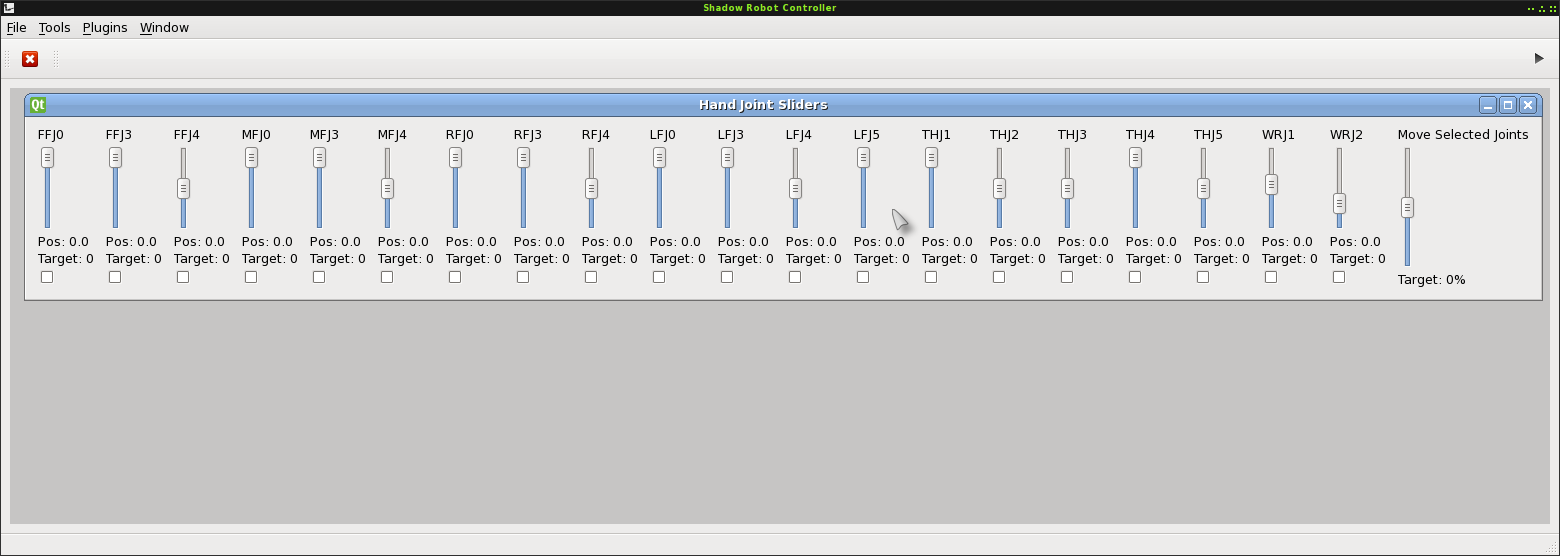 Shadow Robot Controller
File Tools Plugins Window
Qt Hand Joint Sliders
FFJ0 FFJ3 FFJ4 MFJ0 MFJ3 MFJ4 RFJ0 RFJ3 RFJ4 LFJ0 LFJ3 LFJ4 LFJ5 THJ1 THJ2 THJ3 THJ4 THJ5 WRJ1 WRJ2 Move Selected Joints
Pos: 0.0 Pos: 0.0 Pos: 0.0 Pos: 0.0 Pos: 0.0 Pos: 0.0 Pos: 0.0 Pos: 0.0 Pos: 0.0 Pos: 0.0 Pos: 0.0 Pos: 0.0 Pos: 0.0 Pos: 0.0 Pos: 0.0 Pos: 0.0 Pos: 0.0 Pos: 0.0 Pos: 0.0 Pos: 0.0
Target: 0 Target: 0 Target: 0 Target: 0 Target: 0 Target: 0 Target: 0 Target: 0 Target: 0 Target: 0 Target: 0 Target: 0 Target: 0 Target: 0 Target: 0 Target: 0 Target: 0 Target: 0 Target: 0 Target: 0
Target: 0%